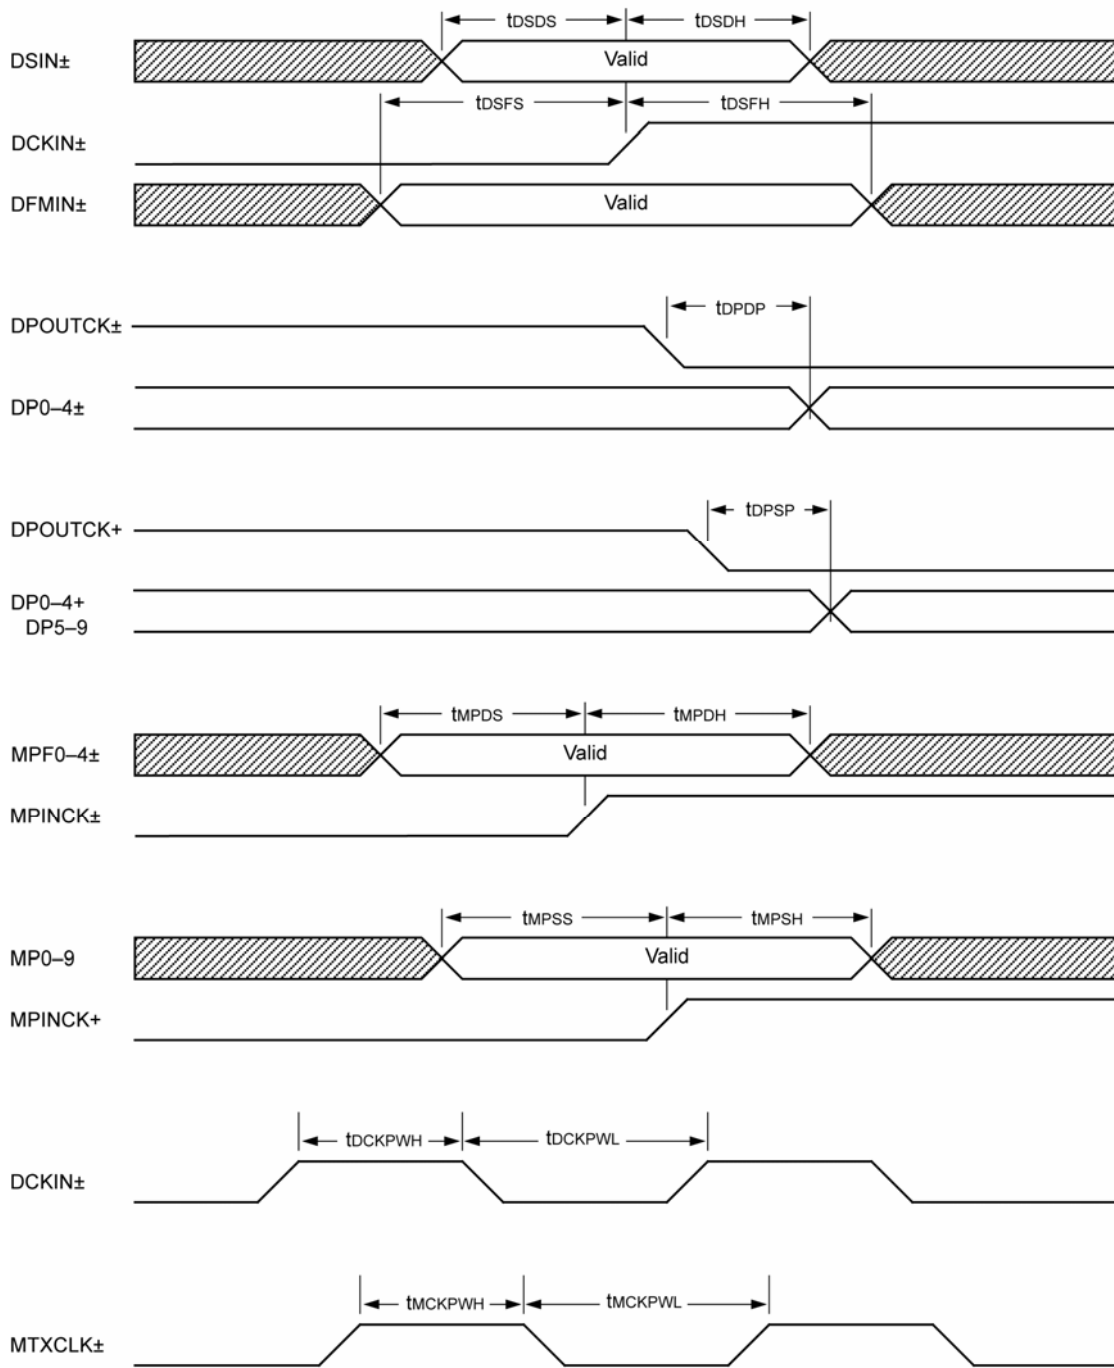 tDSDS tDSDH
DSIN± Valid
tDSFS tDSFH
DCKIN±
DFMIN± Valid
tDPDP
DPOUTCK±
DP0–4±
tDPSP
DPOUTCK+
DP0–4+
DP5–9
tMPDS tMPDH
MPF0–4± Valid
MPINCK±
tMPSS tMPSH
MP0–9 Valid
MPINCK+
tDCKPWH tDCKPWL
DCKIN±
tMCKPWH tMCKPWL
MTXCLK±